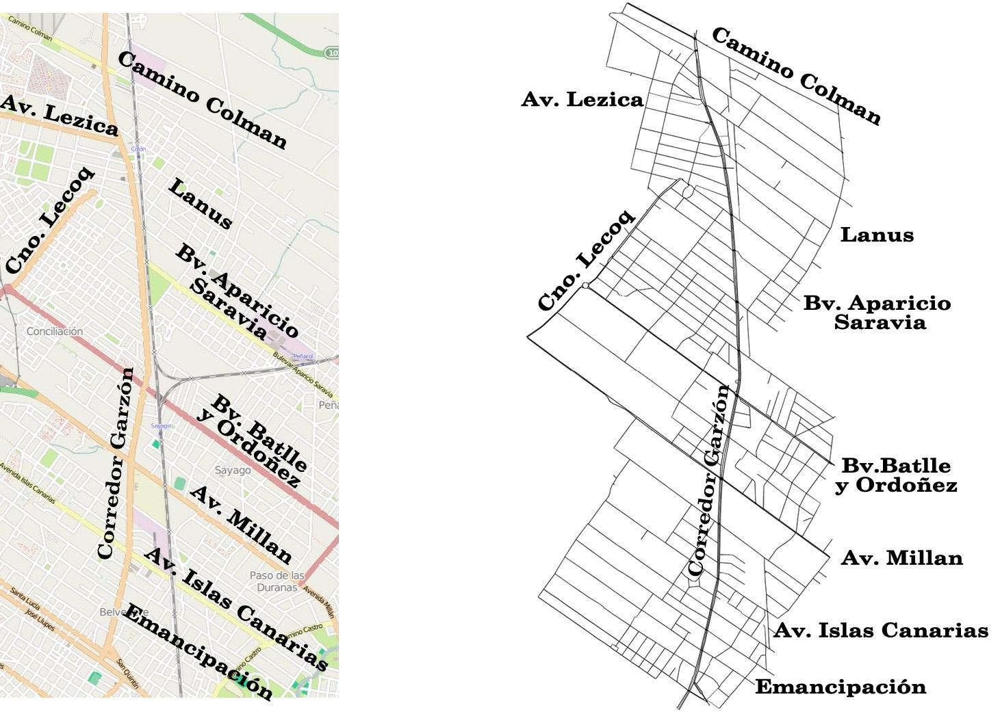 Camino Colman
Camino Colman
Av. Lezica
Colón
Cno. Lecoq
Lanus
Bv. Aparicio
Saravia
Conciliación
Peñarol
Bulevar Aparicio Saravia
Corredor Garzón
Bv. Batlle
y Ordoñez
Sayago
Sayago
Avenida Islas Canarias
Av. Millan
Paso de las
Duranas
Avenida Millán
Av. Islas Canarias
Emancipación
Santa Lucía
José Llupes
San Quintín
Camino Colman
Av. Lezica
Cno. Lecoq
Lanus
Bv. Aparicio
Saravia
Corredor Garzón
Bv.Batlle
y Ordoñez
Av. Millan
Av. Islas Canarias
Emancipación